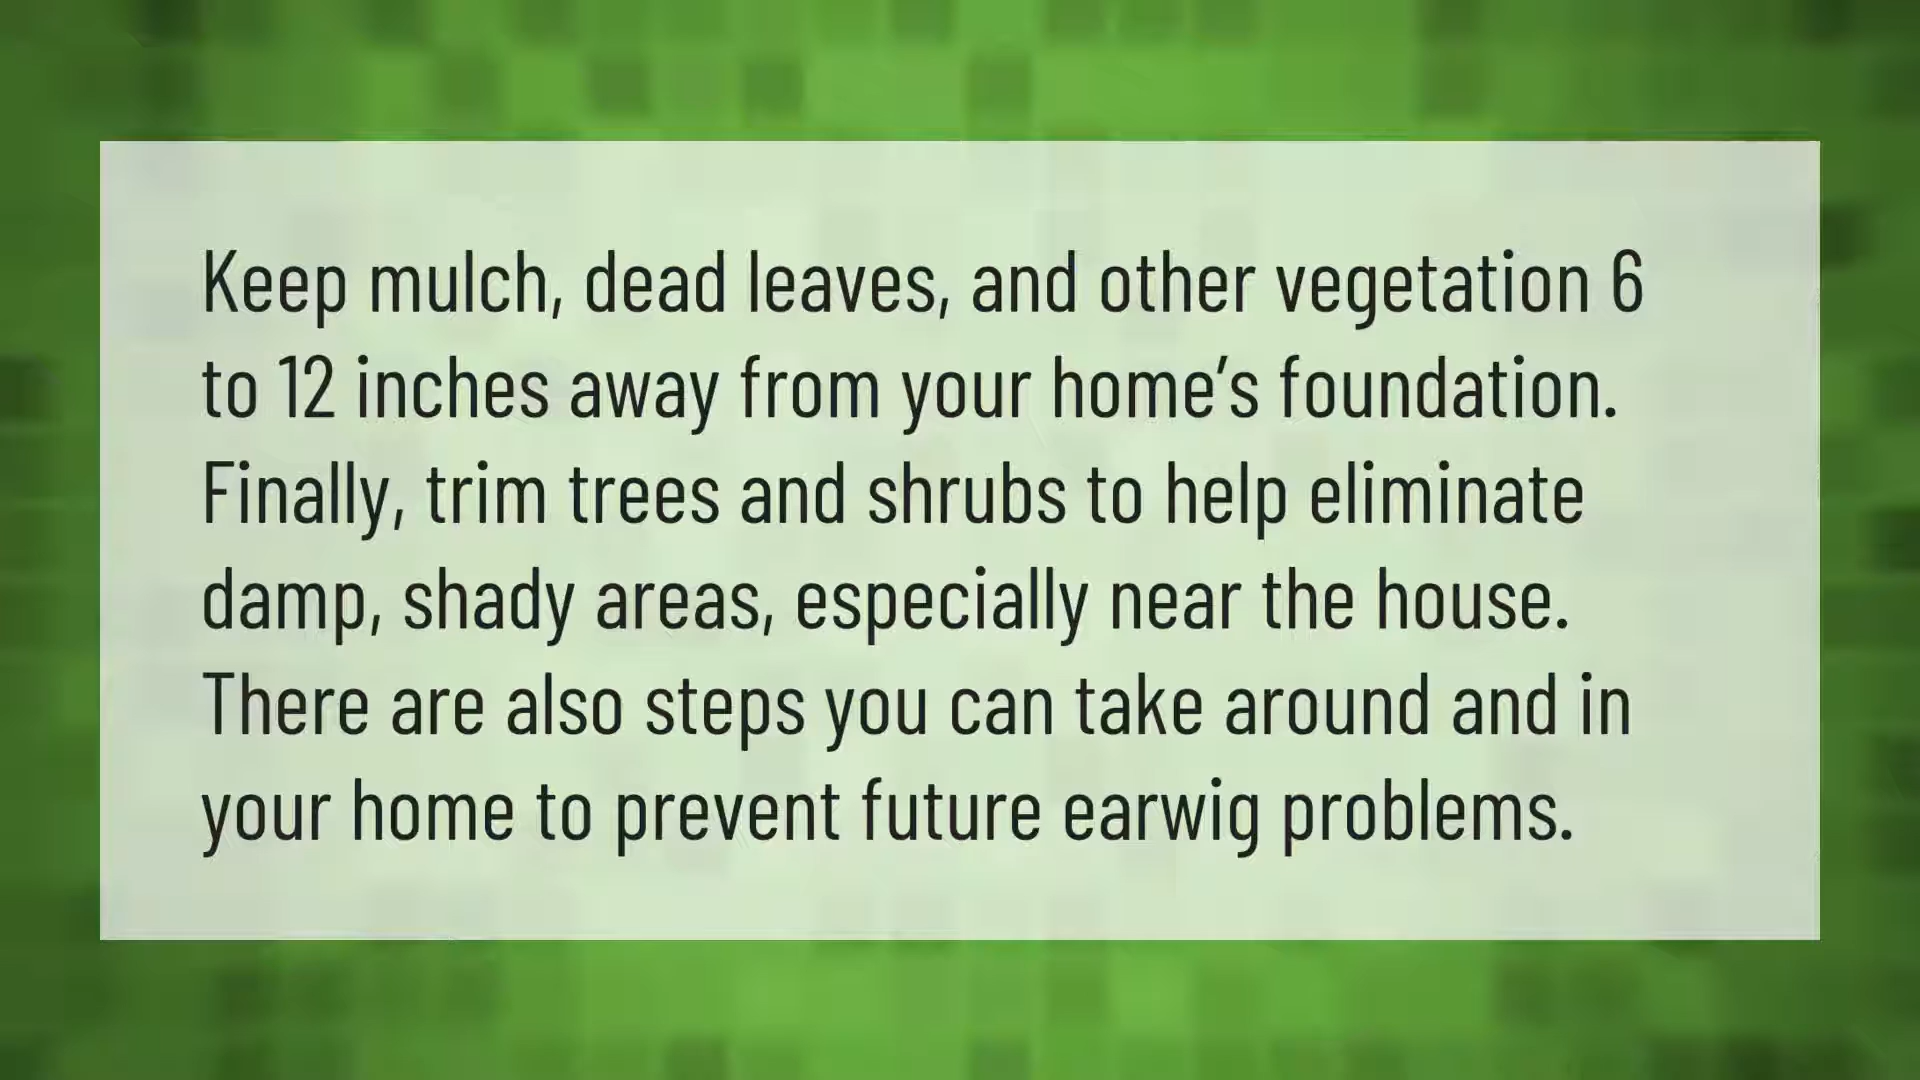 Keep mulch, dead leaves, and other vegetation 6
to 12 inches away from your home’s foundation.
Finally, trim trees and shrubs to help eliminate
damp, shady areas, especially near the house.
There are also steps you can take around and in
your home to prevent future earwig problems.